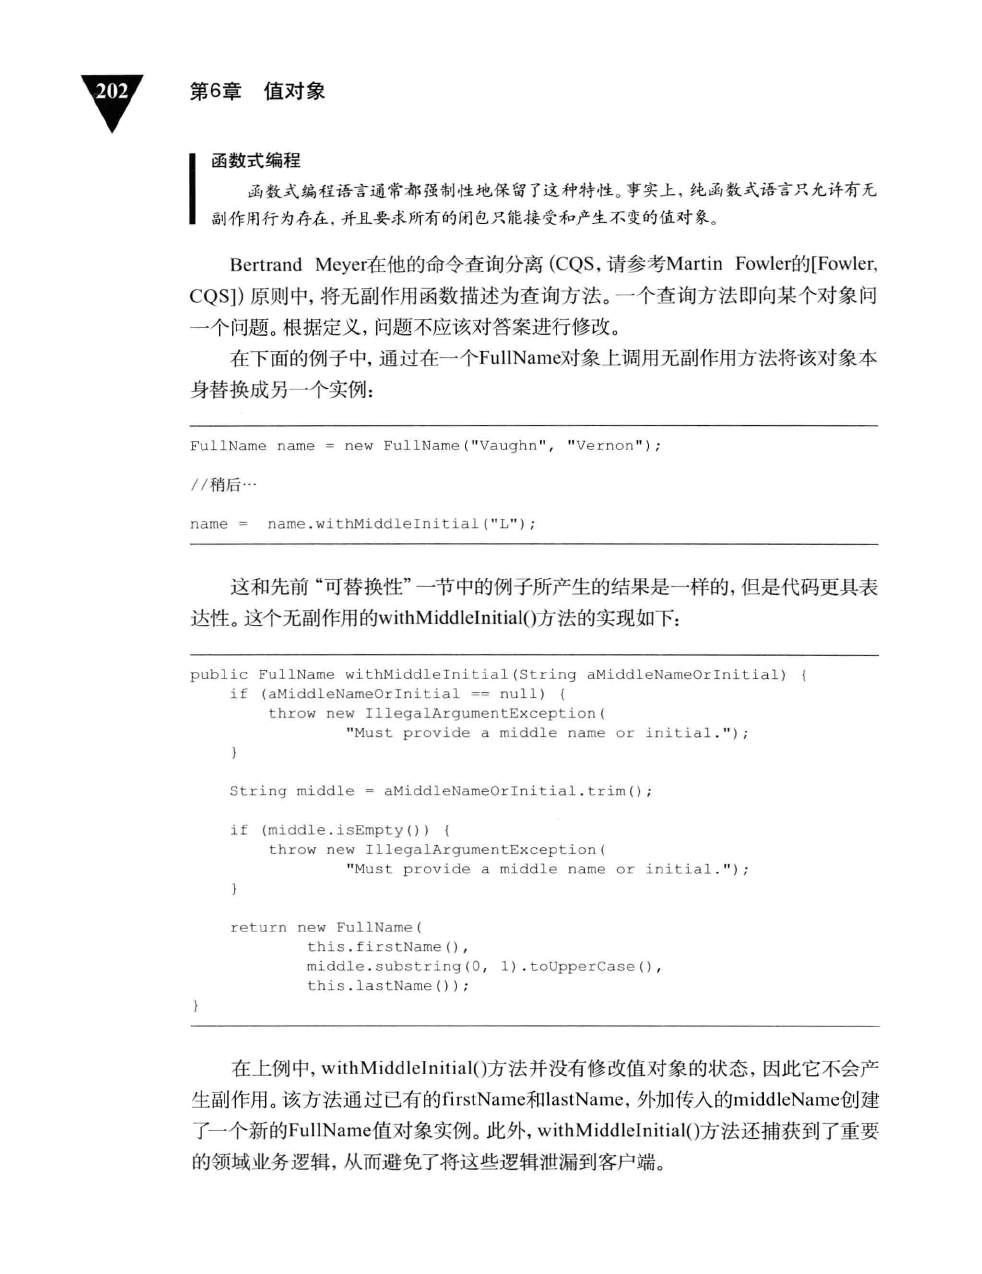 202
第6章 值对象
函数式编程
函数式编程语言通常都强制性地保留了这种特性。事实上，纯函数式语言只允许有无
副作用行为存在，并且要求所有的闭包只能接受和产生不变的值对象。
Bertrand Meyer在他的命令查询分离（CQS，请参考Martin Fowler的[Fowler,
CQS]）原则中，将无副作用函数描述为查询方法。一个查询方法即向某个对象问
一个问题。根据定义，问题不应该对答案进行修改。
在下面的例子中，通过在一个FullName对象上调用无副作用方法将该对象本
身替换成另一个实例：
FullName name = new FullName("Vaughn", "Vernon");
//稍后…
name =  name.withMiddleInitial("L");
这和先前“可替换性”一节中的例子所产生的结果是一样的，但是代码更具表
达性。这个无副作用的withMiddleInitial()方法的实现如下：
public FullName withMiddleInitial(String aMiddleNameOrInitial) {
    if (aMiddleNameOrInitial == null) {
        throw new IllegalArgumentException(
                "Must provide a middle name or initial.");
    }
    String middle = aMiddleNameOrInitial.trim();
    if (middle.isEmpty()) {
        throw new IllegalArgumentException(
                "Must provide a middle name or initial.");
    }
    return new FullName(
            this.firstName(),
            middle.substring(0, 1).toUpperCase(),
            this.lastName());
}
在上例中，withMiddleInitial()方法并没有修改值对象的状态，因此它不会产
生副作用。该方法通过已有的firstName和lastName，外加传入的middleName创建
了一个新的FullName值对象实例。此外，withMiddleInitial()方法还捕获到了重要
的领域业务逻辑，从而避免了将这些逻辑泄漏到客户端。